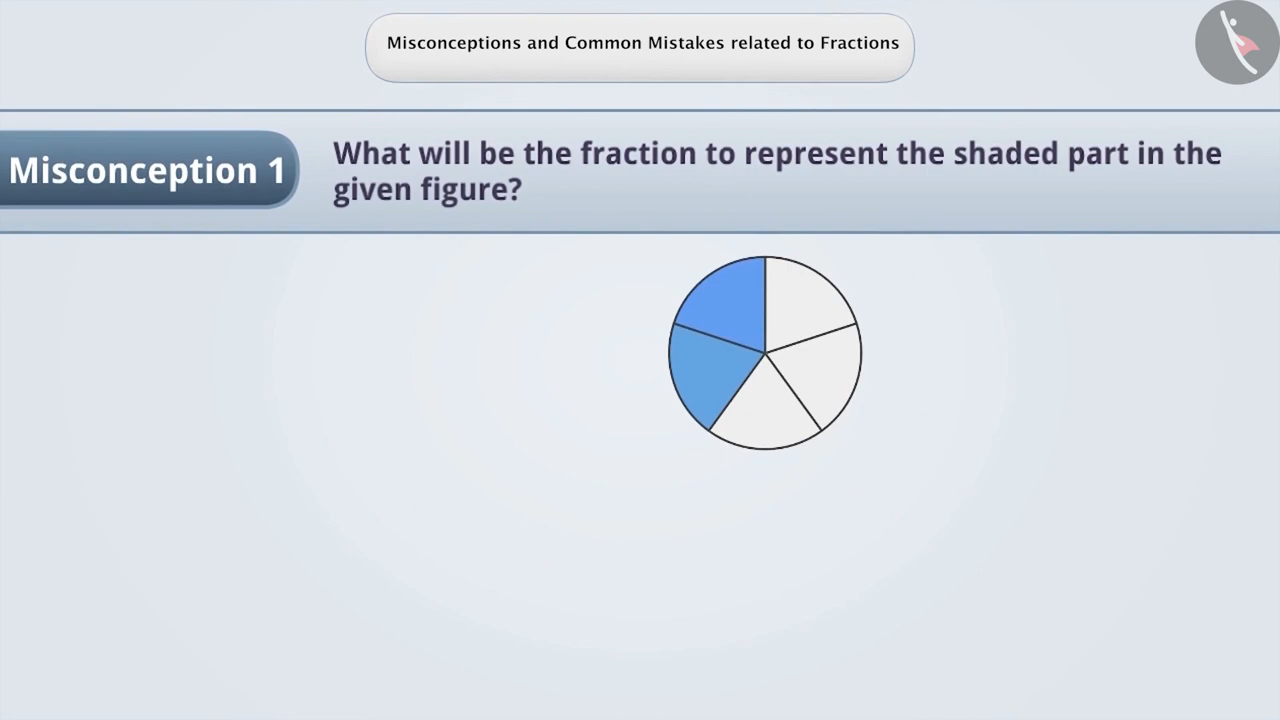 Misconceptions and Common Mistakes related to Fractions
Misconception 1
What will be the fraction to represent the shaded part in the
given figure?